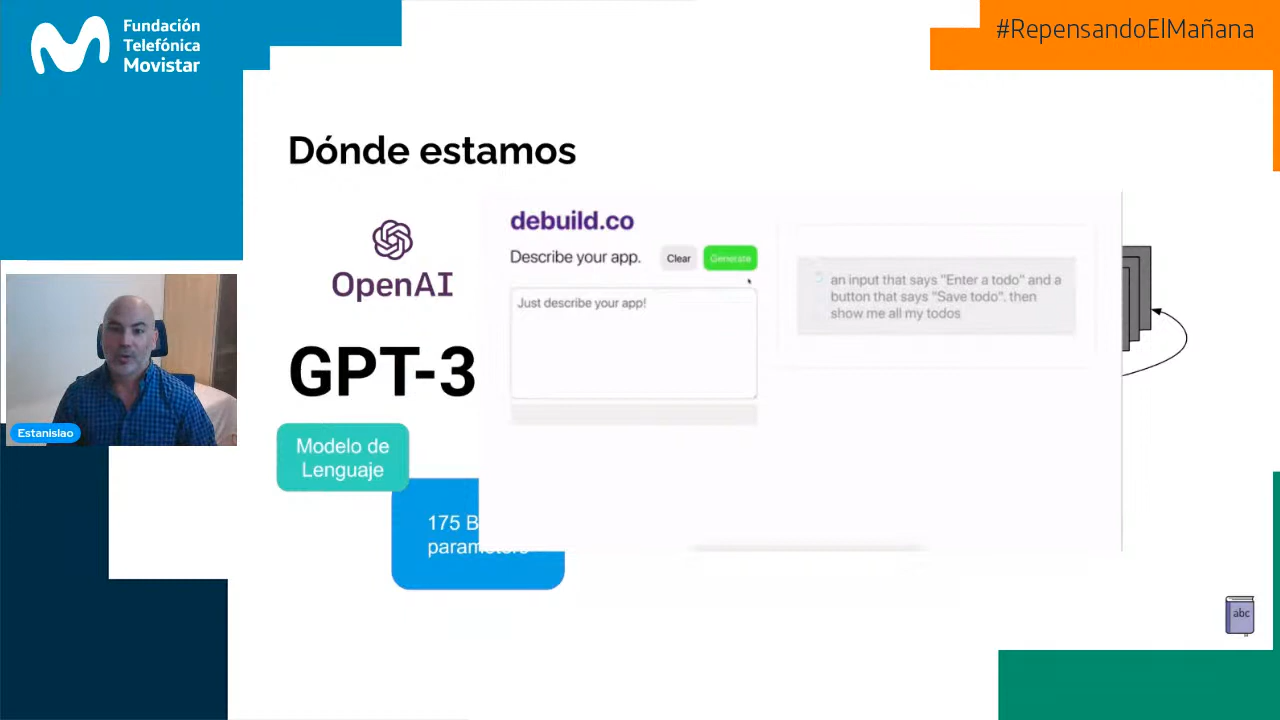 Fundación
Telefónica
Movistar
#RepensandoElMañana
Dónde estamos
OpenAI
GPT-3
Modelo de
Lenguaje
175 B
parameters
debuild.co
Describe your app.
Clear
Generate
Just describe your app!
an input that says "Enter a todo" and a
button that says "Save todo". then
show me all my todos
Estanislao
abc